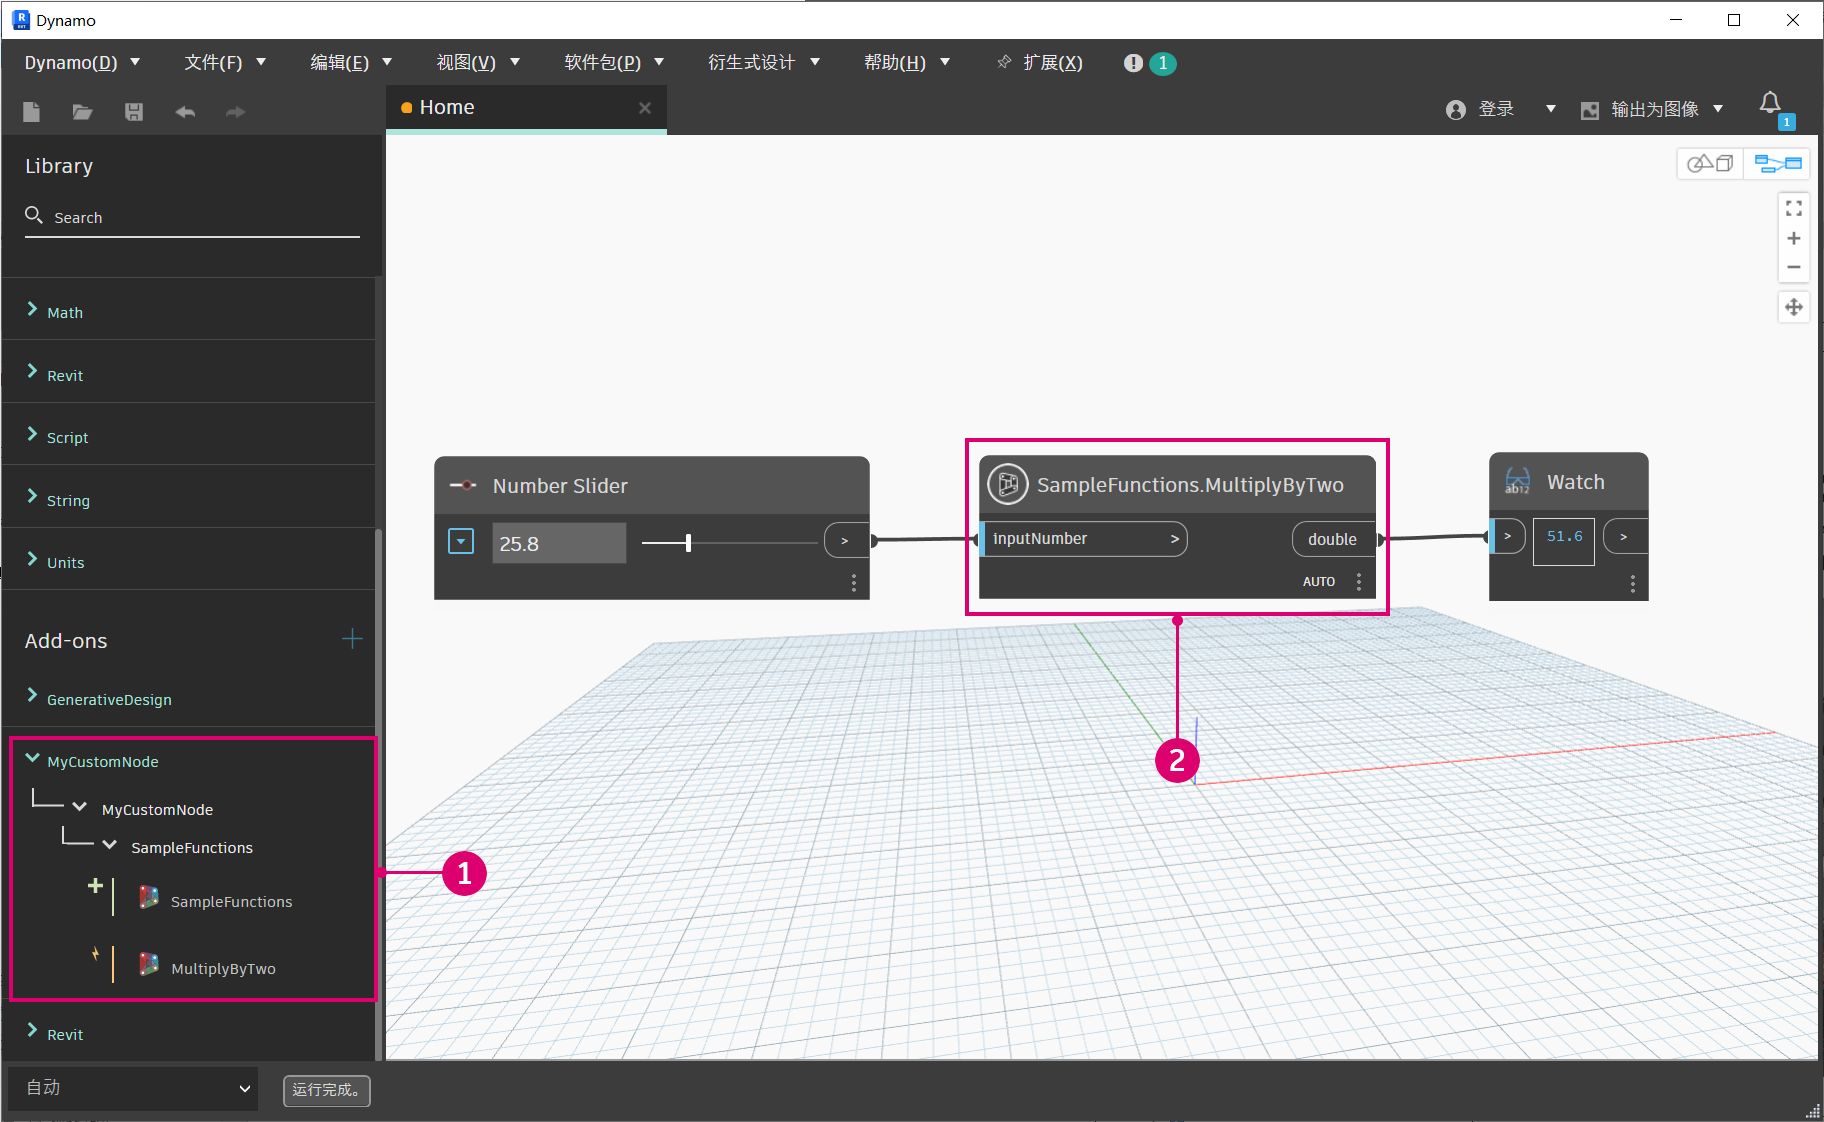 Dynamo
Dynamo(D) 文件(F) 编辑(E) 视图(V) 软件包(P) 衍生式设计 帮助(H) 扩展(X) ! 1
Home
登录 输出为图像 1
Library
Search
Math
Revit
Script
String
Units
Add-ons
GenerativeDesign
MyCustomNode
MyCustomNode
SampleFunctions
SampleFunctions
MultiplyByTwo
Revit
1
Number Slider
25.8 >
SampleFunctions.MultiplyByTwo
inputNumber > double
AUTO
2
ab12 Watch
> 51.6 >
自动 运行完成。